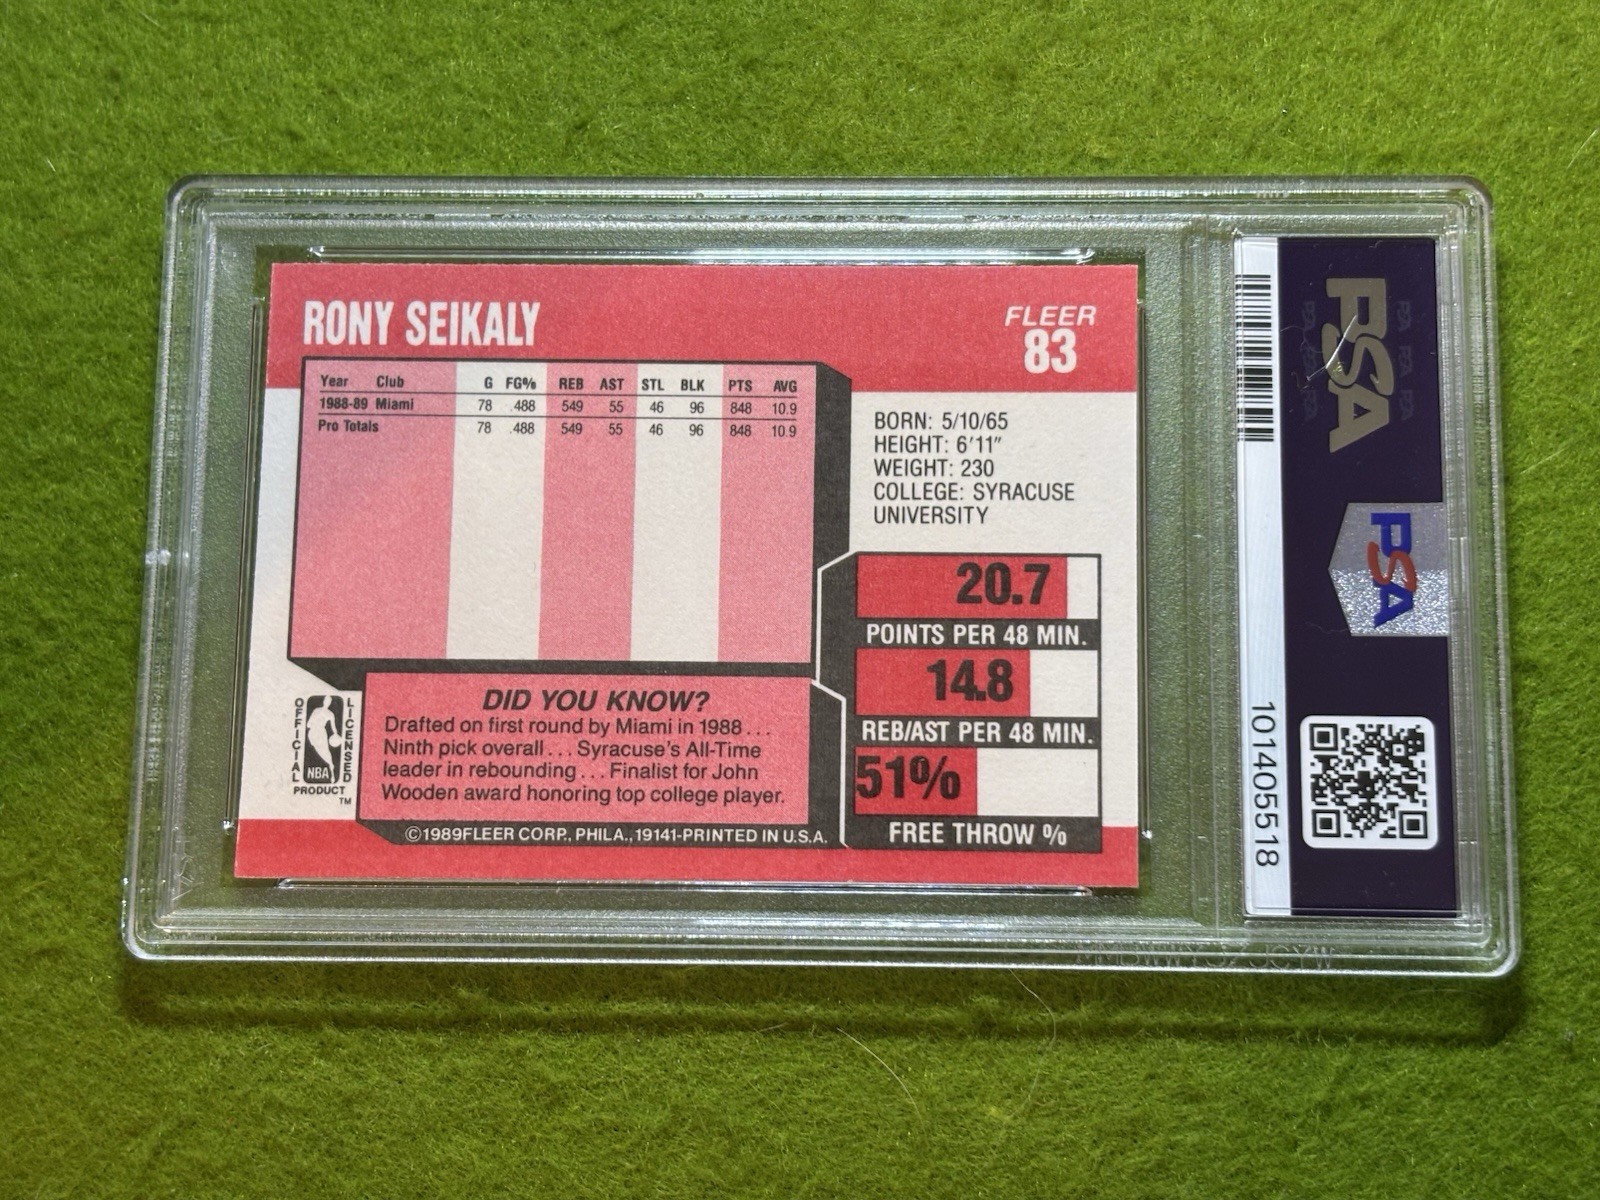 RONY SEIKALY
FLEER
83
Year Club G FG% REB AST STL BLK PTS AVG
1988-89 Miami 78 .488 549 55 46 96 848 10.9
Pro Totals 78 .488 549 55 46 96 848 10.9
BORN: 5/10/65
HEIGHT: 6'11"
WEIGHT: 230
COLLEGE: SYRACUSE
UNIVERSITY
20.7
POINTS PER 48 MIN.
14.8
REB/AST PER 48 MIN.
51%
FREE THROW %
DID YOU KNOW?
Drafted on first round by Miami in 1988 . . .
Ninth pick overall . . . Syracuse's All-Time
leader in rebounding . . . Finalist for John
Wooden award honoring top college player.
OFFICIAL
LICENSED
NBA
PRODUCT
TM
©1989FLEER CORP., PHILA., 19141-PRINTED IN U.S.A.
PSA
PSA
101405518